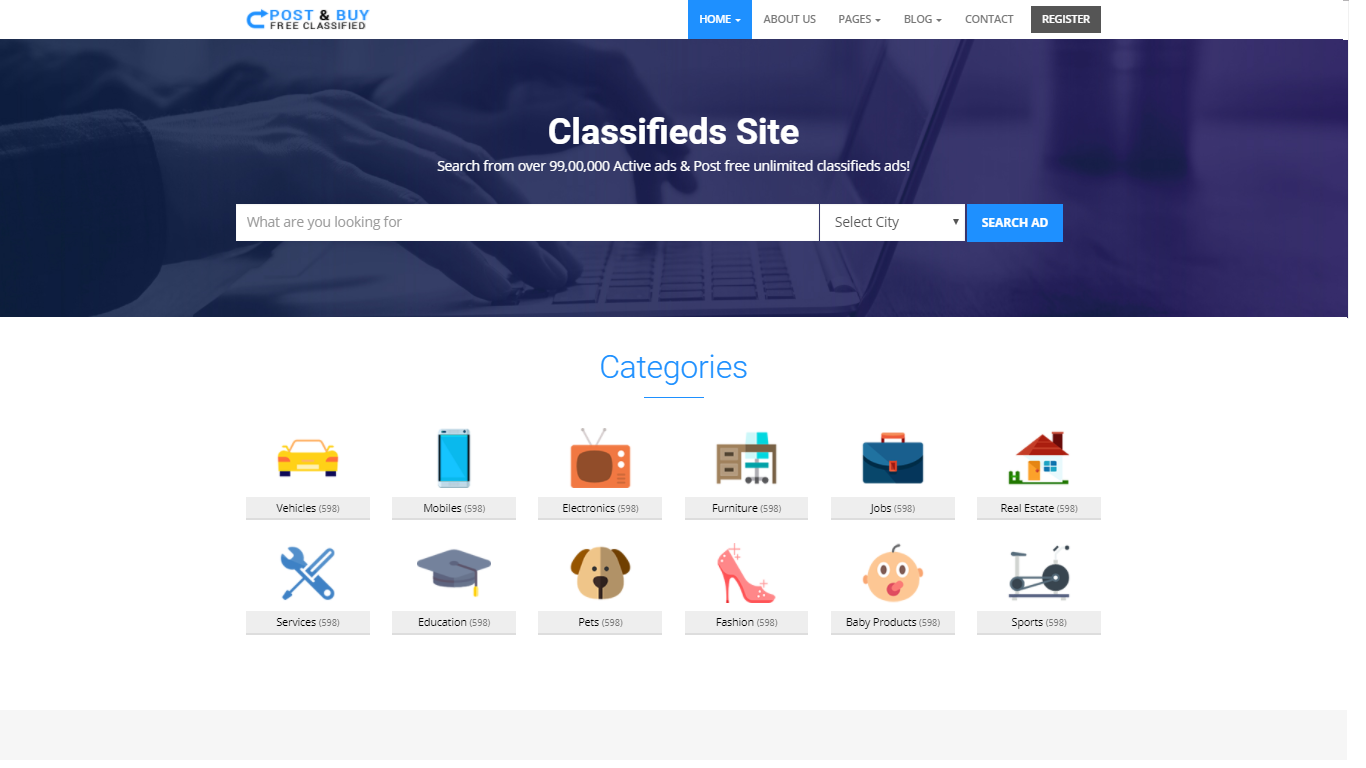 POST & BUY
FREE CLASSIFIED
HOME ABOUT US PAGES BLOG CONTACT REGISTER
Classifieds Site
Search from over 99,00,000 Active ads & Post free unlimited classifieds ads!
What are you looking for Select City SEARCH AD
Categories
Vehicles (598) Mobiles (598) Electronics (598) Furniture (598) Jobs (598) Real Estate (598)
Services (598) Education (598) Pets (598) Fashion (598) Baby Products (598) Sports (598)